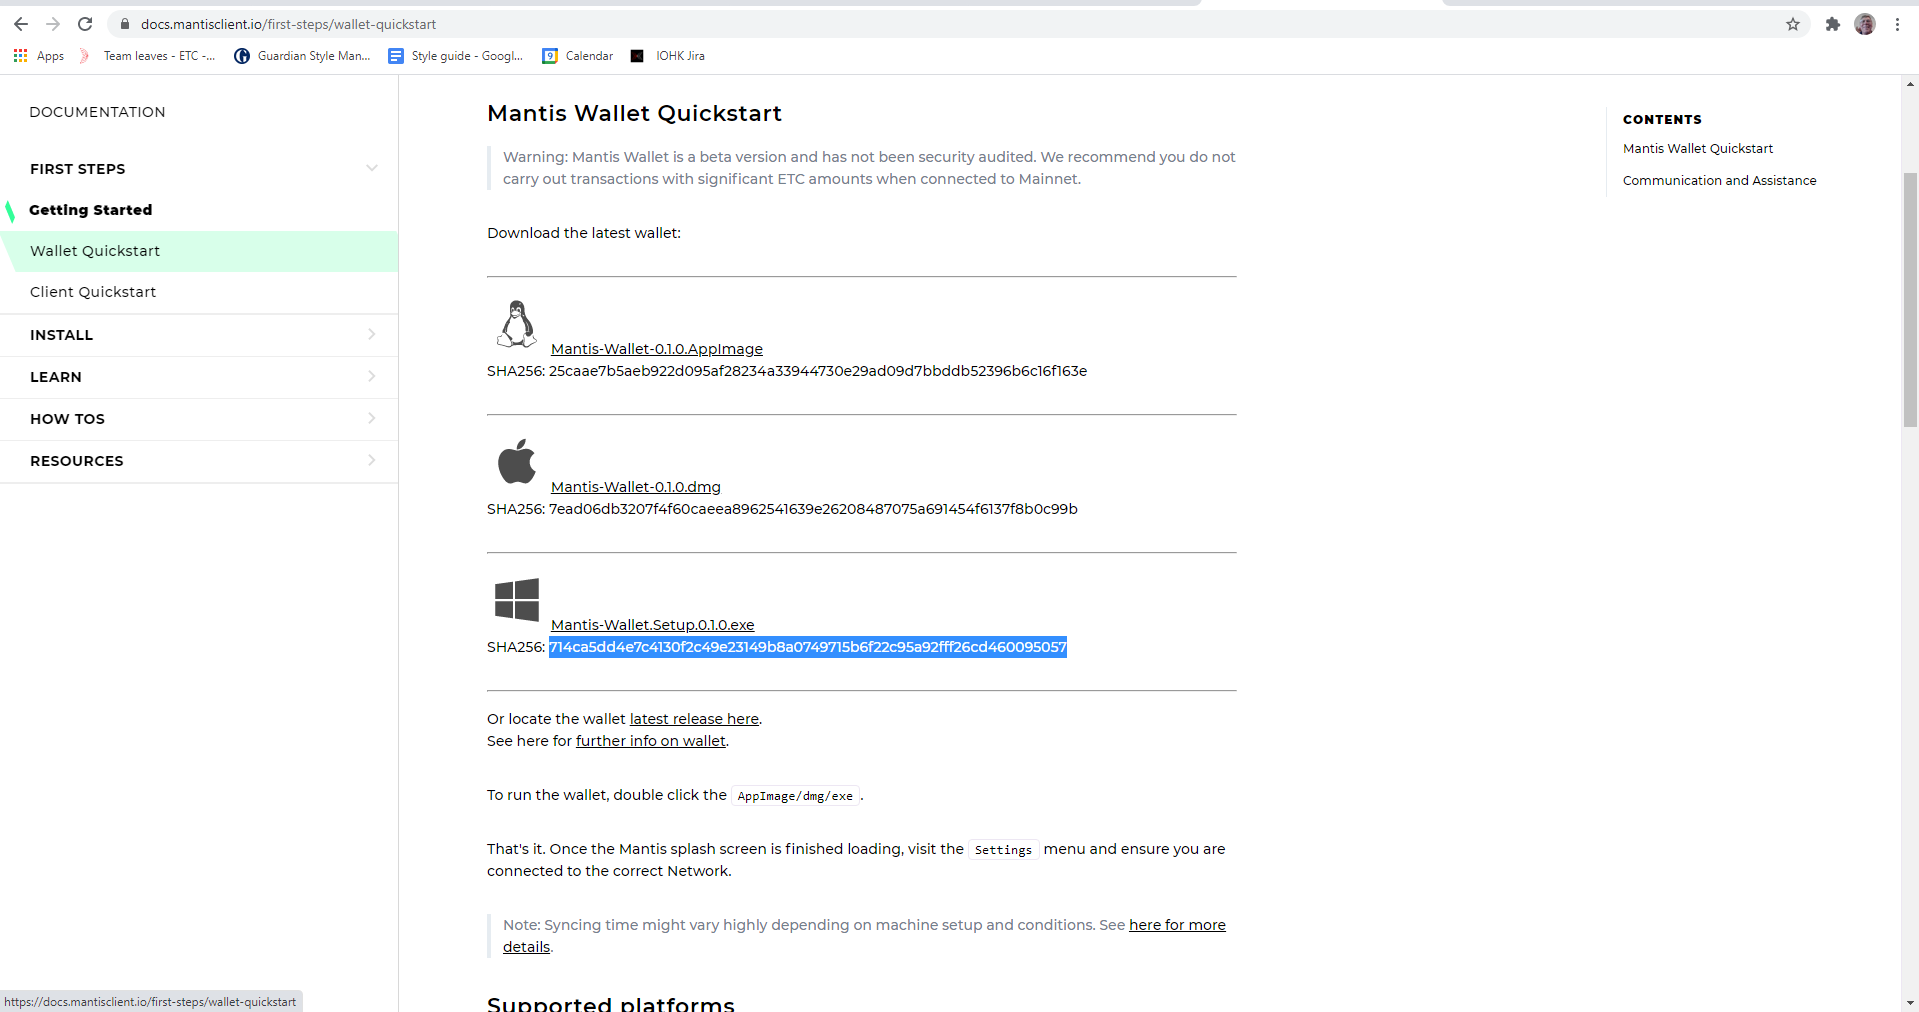 docs.mantisclient.io/first-steps/wallet-quickstart
Apps
Team leaves - ETC -...
Guardian Style Man...
Style guide - Googl...
9
Calendar
IOHK Jira
DOCUMENTATION
FIRST STEPS
Getting Started
Wallet Quickstart
Client Quickstart
INSTALL
LEARN
HOW TOS
RESOURCES
Mantis Wallet Quickstart
Warning: Mantis Wallet is a beta version and has not been security audited. We recommend you do not
carry out transactions with significant ETC amounts when connected to Mainnet.
Download the latest wallet:
Mantis-Wallet-0.1.0.AppImage
SHA256: 25caae7b5aeb922d095af28234a33944730e29ad09d7bbddb52396b6c16f163e
Mantis-Wallet-0.1.0.dmg
SHA256: 7ead06db3207f4f60caeea8962541639e26208487075a691454f6137f8b0c99b
Mantis-Wallet.Setup.0.1.0.exe
SHA256: 714ca5dd4e7c4130f2c49e23149b8a0749715b6f22c95a92fff26cd460095057
Or locate the wallet latest release here.
See here for further info on wallet.
To run the wallet, double click the AppImage/dmg/exe .
That's it. Once the Mantis splash screen is finished loading, visit the Settings menu and ensure you are
connected to the correct Network.
Note: Syncing time might vary highly depending on machine setup and conditions. See here for more
details.
Supported platforms
CONTENTS
Mantis Wallet Quickstart
Communication and Assistance
https://docs.mantisclient.io/first-steps/wallet-quickstart